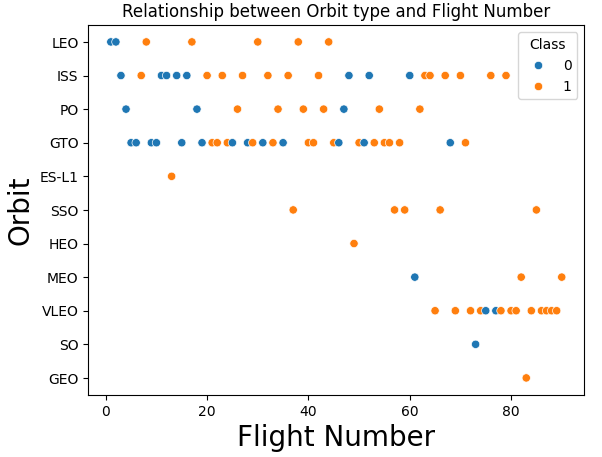 Relationship between Orbit type and Flight Number
LEO
ISS
PO
GTO
ES-L1
SSO
HEO
MEO
VLEO
SO
GEO
Orbit
Class
0
1
0
20
40
60
80
Flight Number